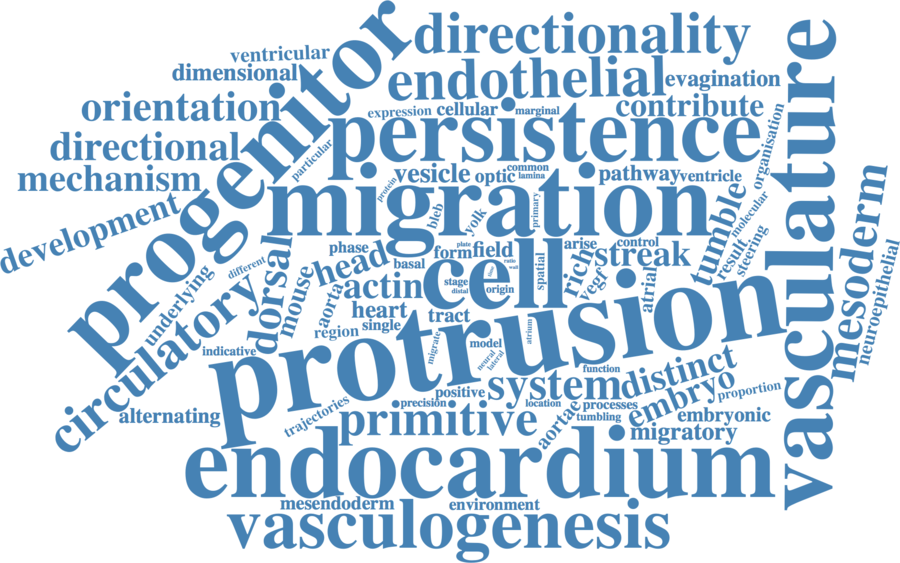 ventricular
directionality
dimensional
progenitor
endothelial
evagination
vasculature
orientation
expression
cellular
marginal
contribute
directional
persistence
organisation
particular
mechanism
vesicle
optic
common
lamina
pathway
ventricle
migration
protein
primary
tumble
molecular
mesoderm
development
bleb
yolk
dorsal
phase
head
form
plate
field
arise
control
streak
result
steering
neuroepithelial
underlying
different
mouse
basal
cell
ratio
wall
spatial
rich
vegf
atrial
circulatory
aorta
actin
stage
distal
origin
heart
tract
region
single
protrusion
migrate
model
atrium
neural
lateral
indicative
function
system
distinct
positive
proportion
alternating
trajectories
precision
location
processes
embryo
primitive
aortae
tumbling
embryonic
migratory
endocardium
mesendoderm
environment
vasculogenesis